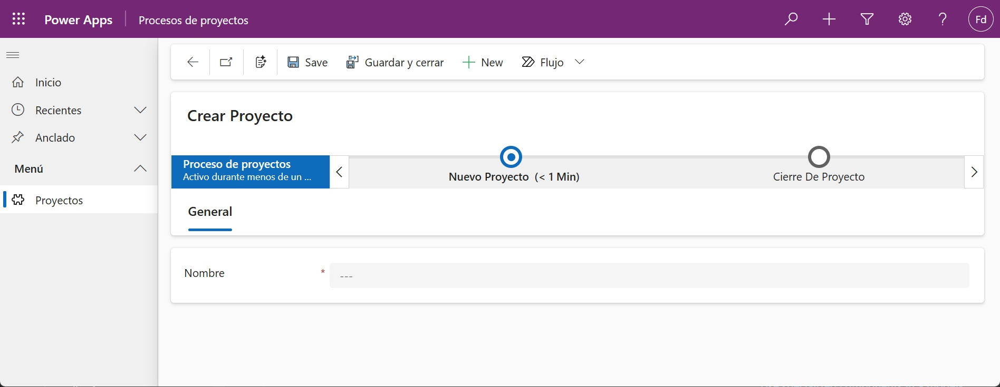 Power Apps Procesos de proyectos Fd
Save Guardar y cerrar New Flujo
Inicio
Recientes
Anclado
Menú
Proyectos
Crear Proyecto
Proceso de proyectos
Activo durante menos de un ...
Nuevo Proyecto (< 1 Min)
Cierre De Proyecto
General
Nombre * ---